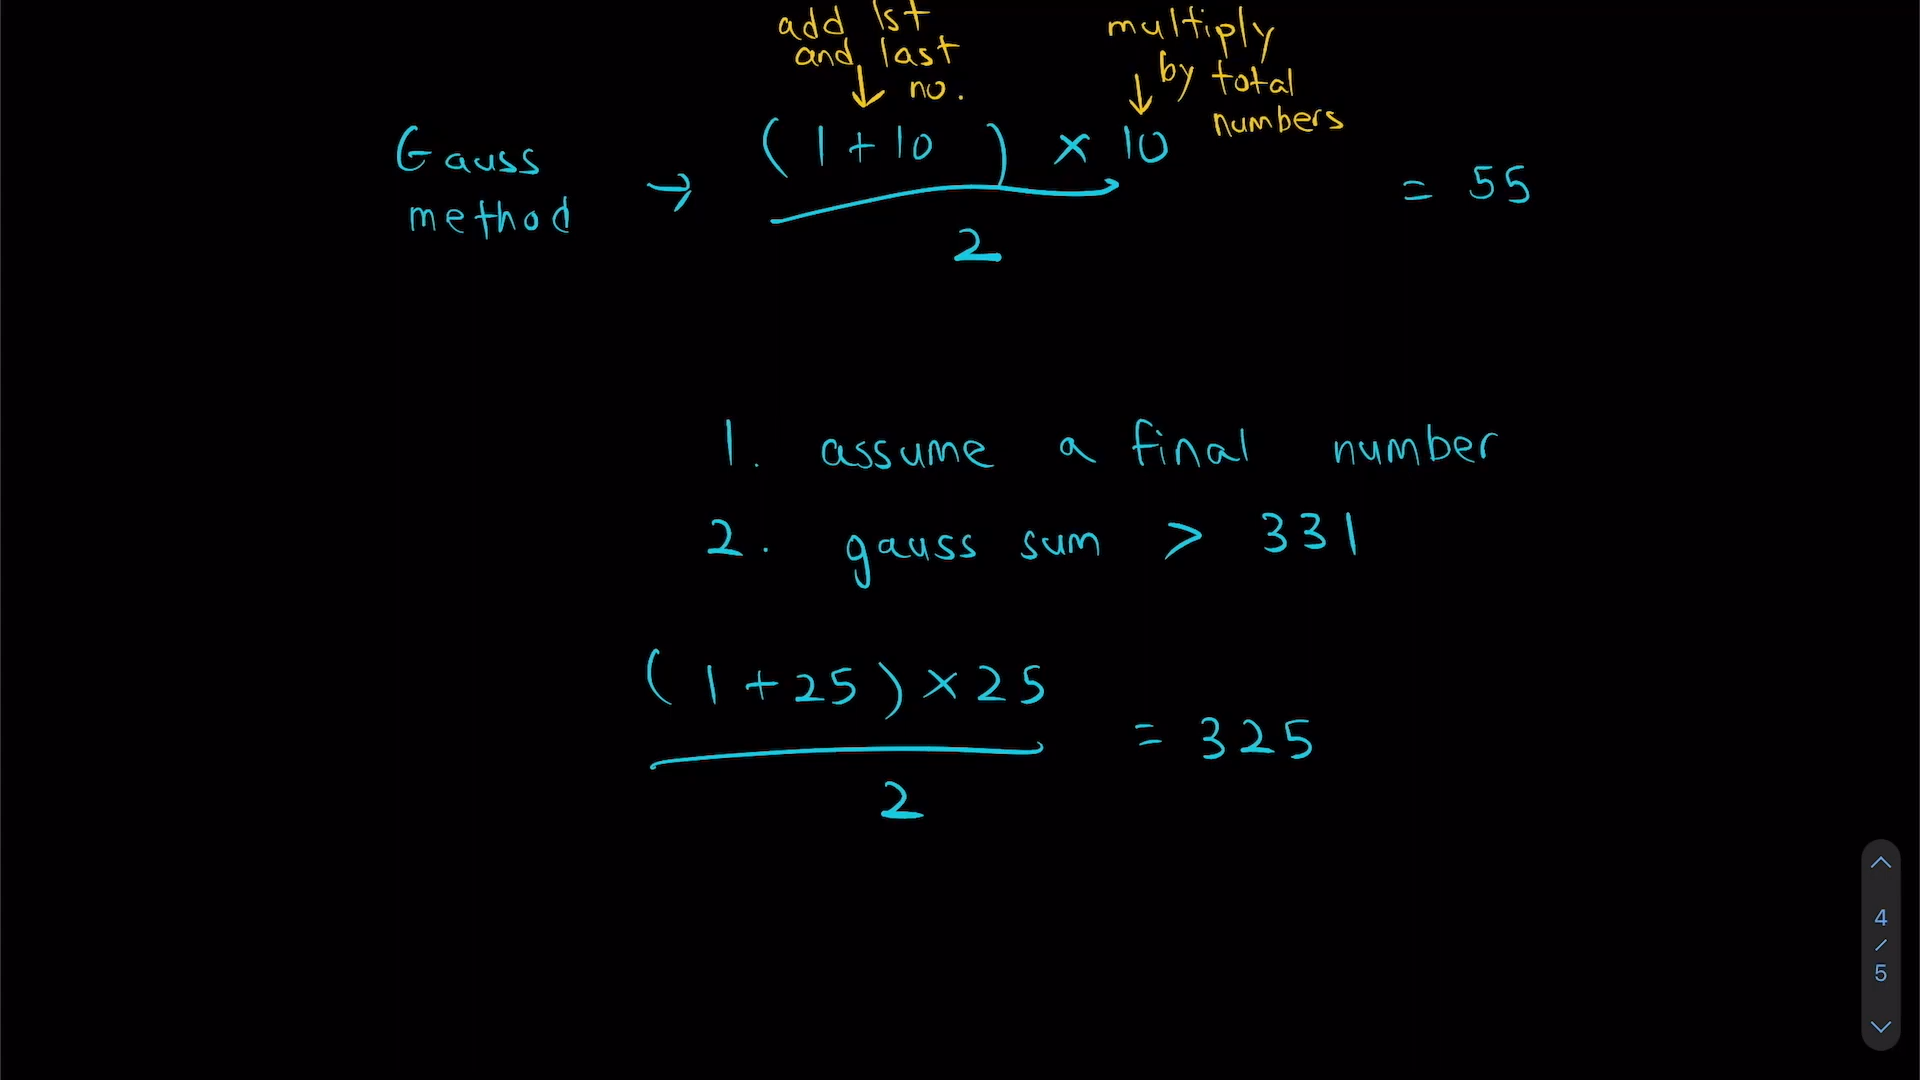 add 1st
and last
no.
multiply
by total
numbers
Gauss
method
→ (1+10) × 10
2
= 55
1. assume a final number
2. gauss sum > 331
(1+25) × 25
2
= 325
4
/
5